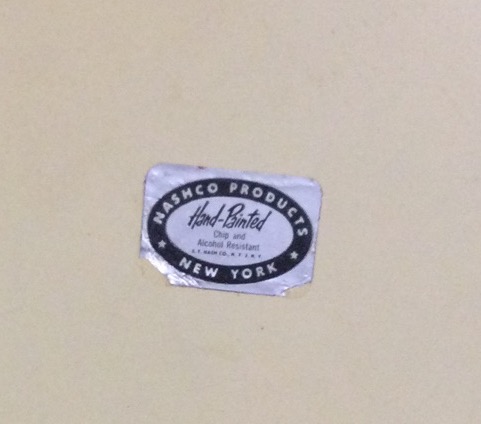 NASHCO PRODUCTS
Hand-Painted
Chip and
Alcohol Resistant
NEW YORK